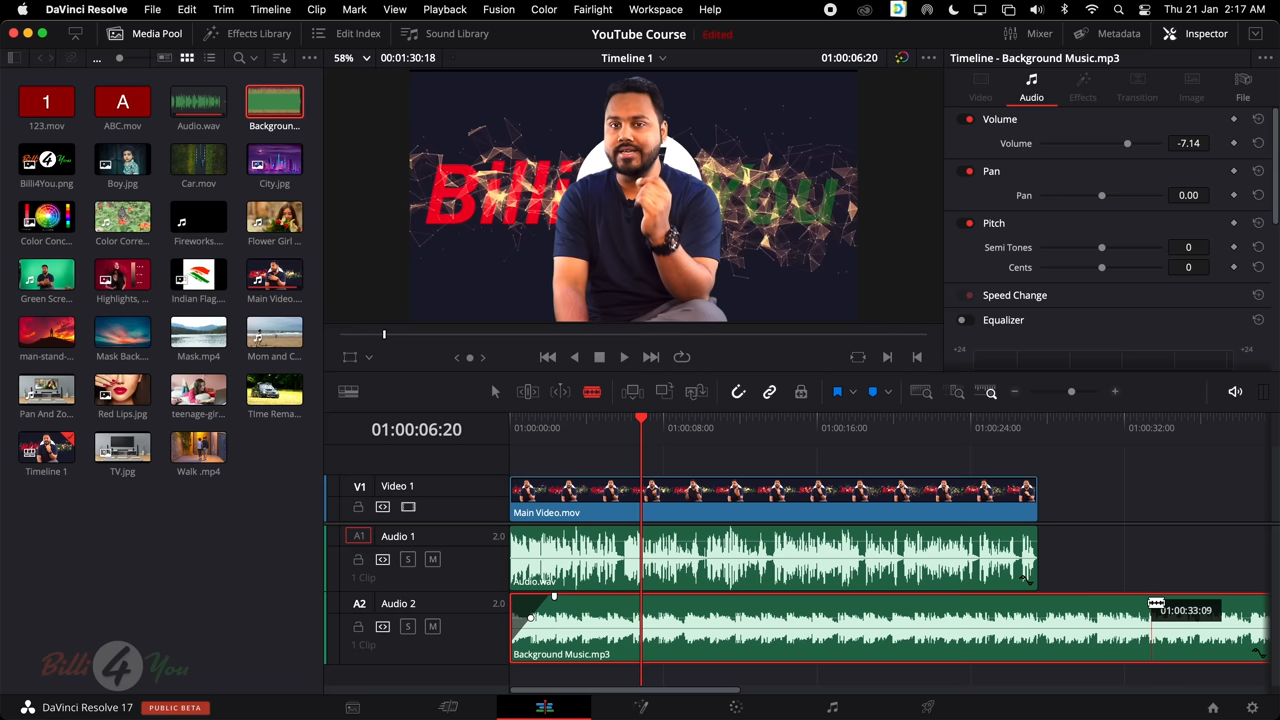 DaVinci Resolve File Edit Trim Timeline Clip Mark View Playback Fusion Color Fairlight Workspace Help Thu 21 Jan 2:17 AM
Media Pool Effects Library Edit Index Sound Library YouTube Course Edited Mixer Metadata Inspector
... 58% 00:01:30:18 Timeline 1 01:00:06:20 Timeline - Background Music.mp3
Video Audio Effects Transition Image File
1 A
123.mov ABC.mov Audio.wav Backgroun...
Volume
Volume -7.14
Billi 4 You
Billi4You.png Boy.jpg Car.mov City.jpg
Pan
Pan 0.00
Billi you
Color Conc... Color Corre... Fireworks.... Flower Girl ...
Pitch
Semi Tones 0
Cents 0
Green Scre... Highlights, ... Indian Flag.... Main Video....
Speed Change
Equalizer
man-stand-... Mask Back.... Mask.mp4 Mom and C...
+24 +24
Pan And Zo... Red Lips.jpg teenage-gir... TIme Rema...
Timeline 1 TV.jpg Walk .mp4
01:00:06:20
01:00:00:00 01:00:08:00 01:00:16:00 01:00:24:00 01:00:32:00
V1 Video 1
Main Video.mov
A1 Audio 1 2.0
S M
1 Clip
Audio.wav
A2 Audio 2 2.0
01:00:33:09
S M
1 Clip
Background Music.mp3
Billi 4 You
DaVinci Resolve 17 PUBLIC BETA